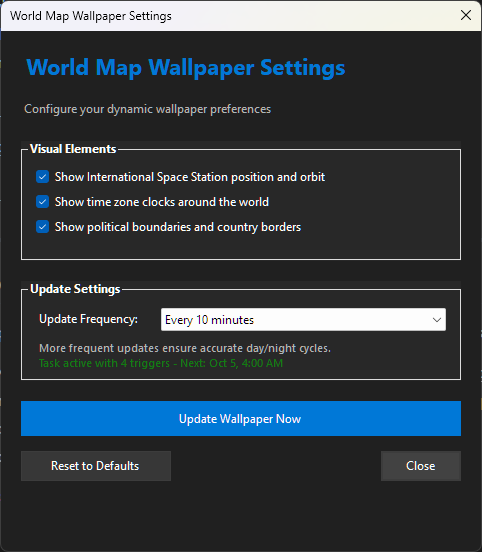 World Map Wallpaper Settings
World Map Wallpaper Settings
Configure your dynamic wallpaper preferences
Visual Elements
Show International Space Station position and orbit
Show time zone clocks around the world
Show political boundaries and country borders
Update Settings
Update Frequency: Every 10 minutes
More frequent updates ensure accurate day/night cycles.
Task active with 4 triggers - Next: Oct 5, 4:00 AM
Update Wallpaper Now
Reset to Defaults Close